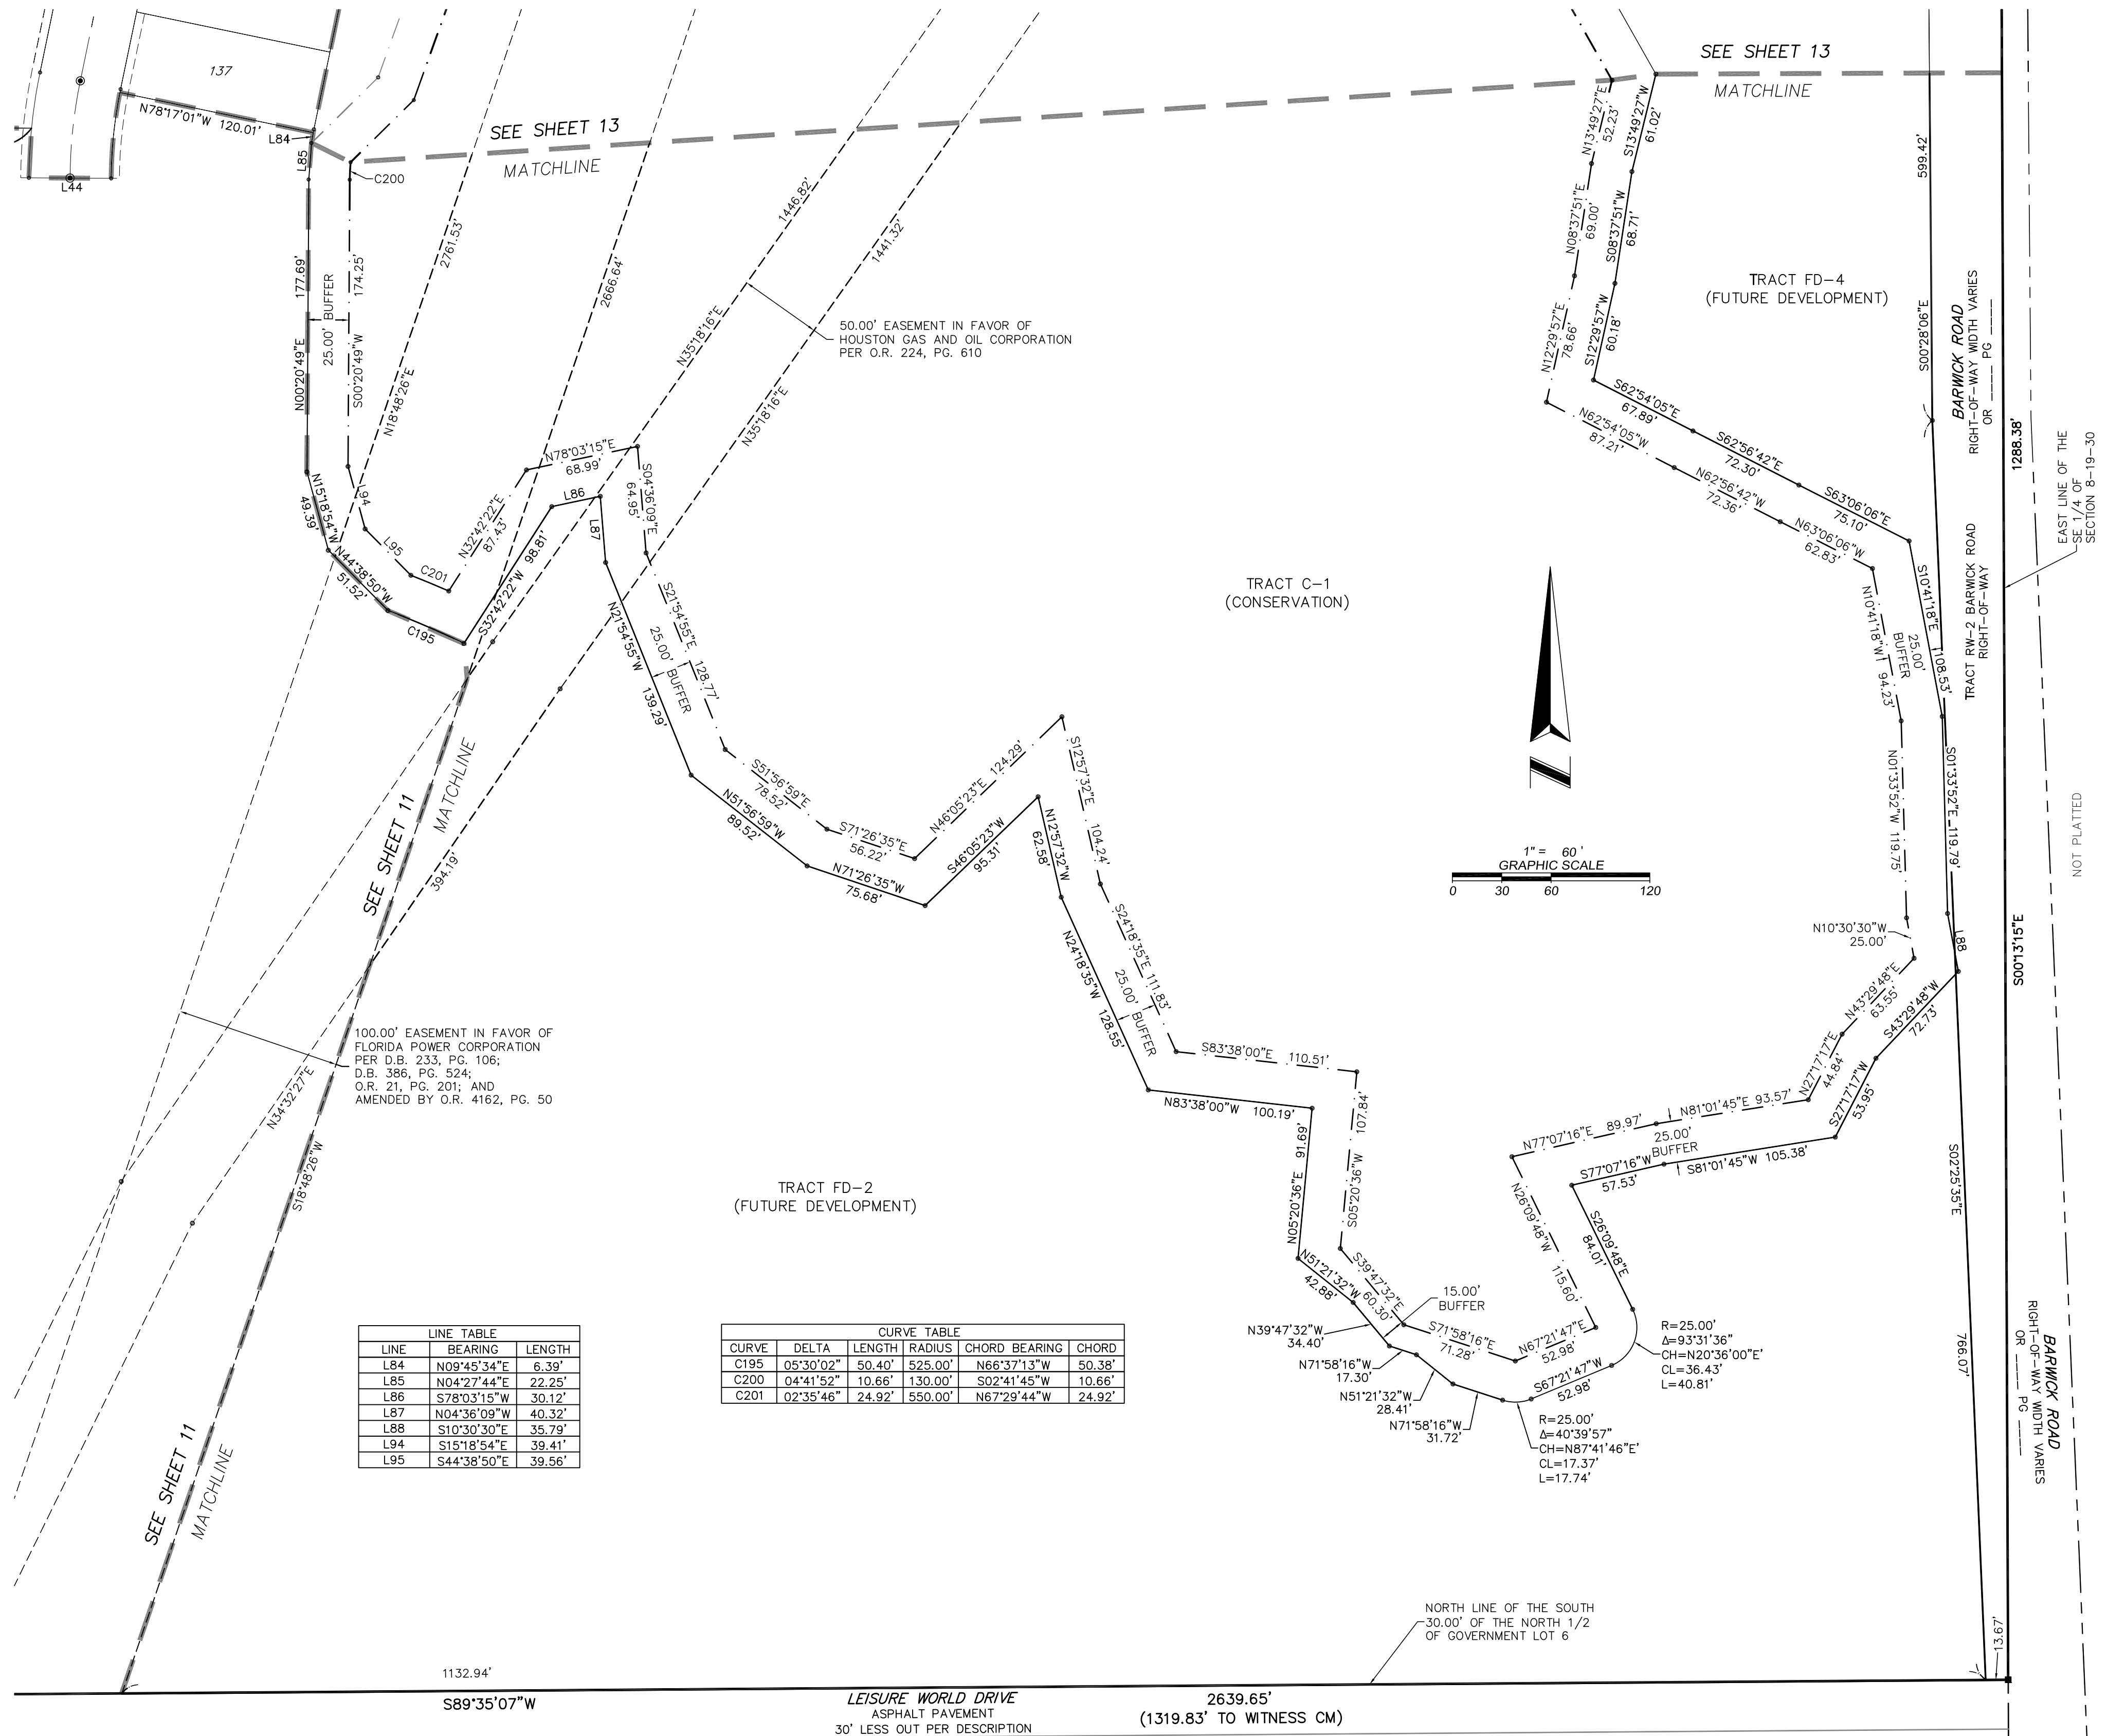 SEE SHEET 13
MATCHLINE
SEE SHEET 13
MATCHLINE
137
N78°17'01"W 120.01'
L84
L85
L44
C200
177.69'
N00°20'49"E
25.00' BUFFER
174.25'
S00°20'49"W
2761.53'
N18°48'26"E
2666.64'
1446.82'
N35°18'16"E
1441.32'
N35°18'16"E
50.00' EASEMENT IN FAVOR OF
HOUSTON GAS AND OIL CORPORATION
PER O.R. 224, PG. 610
N13°49'27"E
52.23'
S13°49'27"W
61.02'
N08°37'51"E
69.00'
S08°37'51"W
68.71'
N12°29'57"E
78.66'
S12°29'57"W
60.18'
TRACT FD-4
(FUTURE DEVELOPMENT)
599.42'
S00°28'06"E
BARWICK ROAD
RIGHT-OF-WAY WIDTH VARIES
OR _____ PG _____
1288.38'
EAST LINE OF THE
SE 1/4 OF
SECTION 8-19-30
S62°54'05"E
67.89'
N62°54'05"W
87.21'
S62°56'42"E
72.30'
N62°56'42"W
72.36'
S63°06'06"E
75.10'
N63°06'06"W
62.83'
N15°18'54"W
49.39'
L94
L95
N44°38'50"W
51.52'
C195
C201
N32°42'22"E
87.43'
N78°03'15"E
68.99'
L86
L87
S04°36'09"E
64.95'
S32°42'22"W 98.81'
S21°54'55"E 128.77'
25.00' BUFFER
N21°54'55"W 139.29'
TRACT C-1
(CONSERVATION)
S10°41'18"E
108.53'
25.00'
BUFFER
N10°41'18"W 94.23'
TRACT RW-2 BARWICK ROAD
RIGHT-OF-WAY
S51°56'59"E
78.52'
N51°56'59"W
89.52'
S71°26'35"E
56.22'
N71°26'35"W
75.68'
N46°05'23"E 124.29'
S46°05'23"W
95.31'
S12°57'32"E 104.24'
N12°57'32"W
62.58'
S24°18'35"E 111.83'
25.00' BUFFER
N24°18'35"W 128.55'
1" = 60 '
GRAPHIC SCALE
0 30 60 120
N01°33'52"W 119.75'
S01°33'52"E 119.79'
NOT PLATTED
N10°30'30"W
25.00'
L88
S00°13'15"E
N43°29'48"E
63.55'
S43°29'48"W
72.73'
N27°17'17"E
44.84'
S27°17'17"W
53.95'
SEE SHEET 11
MATCHLINE
394.19'
100.00' EASEMENT IN FAVOR OF
FLORIDA POWER CORPORATION
PER D.B. 233, PG. 106;
D.B. 386, PG. 524;
O.R. 21, PG. 201; AND
AMENDED BY O.R. 4162, PG. 50
N34°32'27"E
S18°48'26"W
S83°38'00"E 110.51'
N83°38'00"W 100.19'
S05°20'36"W 107.84'
N05°20'36"E 91.69'
N77°07'16"E 89.97'
N81°01'45"E 93.57'
25.00'
BUFFER
S77°07'16"W
57.53'
S81°01'45"W 105.38'
N26°09'48"W 115.60'
S26°09'48"E
84.01'
TRACT FD-2
(FUTURE DEVELOPMENT)
N51°21'32"W
42.88'
S39°47'32"E
60.30'
15.00'
BUFFER
N39°47'32"W
34.40'
S71°58'16"E
71.28'
N67°21'47"E
52.98'
N71°58'16"W
17.30'
N51°21'32"W
28.41'
N71°58'16"W
31.72'
S67°21'47"W
52.98'
R=25.00'
Δ=93°31'36"
CH=N20°36'00"E'
CL=36.43'
L=40.81'
R=25.00'
Δ=40°39'57"
CH=N87°41'46"E'
CL=17.37'
L=17.74'
S02°25'35"E
766.07'
BARWICK ROAD
RIGHT-OF-WAY WIDTH VARIES
OR _____ PG _____
LINE TABLE
LINE BEARING LENGTH
L84 N09°45'34"E 6.39'
L85 N04°27'44"E 22.25'
L86 S78°03'15"W 30.12'
L87 N04°36'09"W 40.32'
L88 S10°30'30"E 35.79'
L94 S15°18'54"E 39.41'
L95 S44°38'50"E 39.56'
CURVE TABLE
CURVE DELTA LENGTH RADIUS CHORD BEARING CHORD
C195 05°30'02" 50.40' 525.00' N66°37'13"W 50.38'
C200 04°41'52" 10.66' 130.00' S02°41'45"W 10.66'
C201 02°35'46" 24.92' 550.00' N67°29'44"W 24.92'
SEE SHEET 11
MATCHLINE
NORTH LINE OF THE SOUTH
30.00' OF THE NORTH 1/2
OF GOVERNMENT LOT 6
13.67'
1132.94'
S89°35'07"W
LEISURE WORLD DRIVE
ASPHALT PAVEMENT
30' LESS OUT PER DESCRIPTION
2639.65'
(1319.83' TO WITNESS CM)